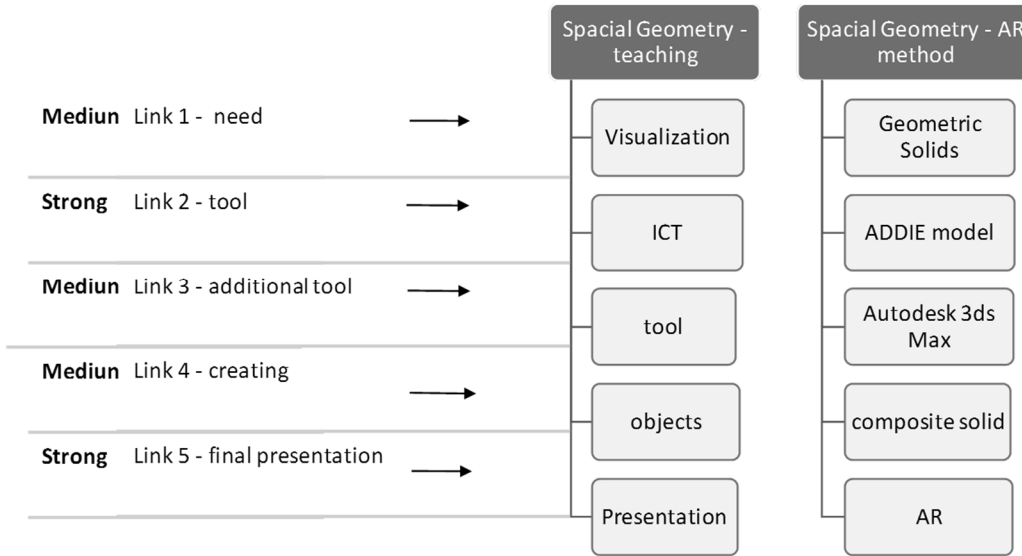 Spacial Geometry -
teaching
Spacial Geometry - AR
method
Mediun Link 1 - need
Visualization
Geometric
Solids
Strong Link 2 - tool
ICT
ADDIE model
Mediun Link 3 - additional tool
tool
Autodesk 3ds
Max
Mediun Link 4 - creating
objects
composite solid
Strong Link 5 - final presentation
Presentation
AR